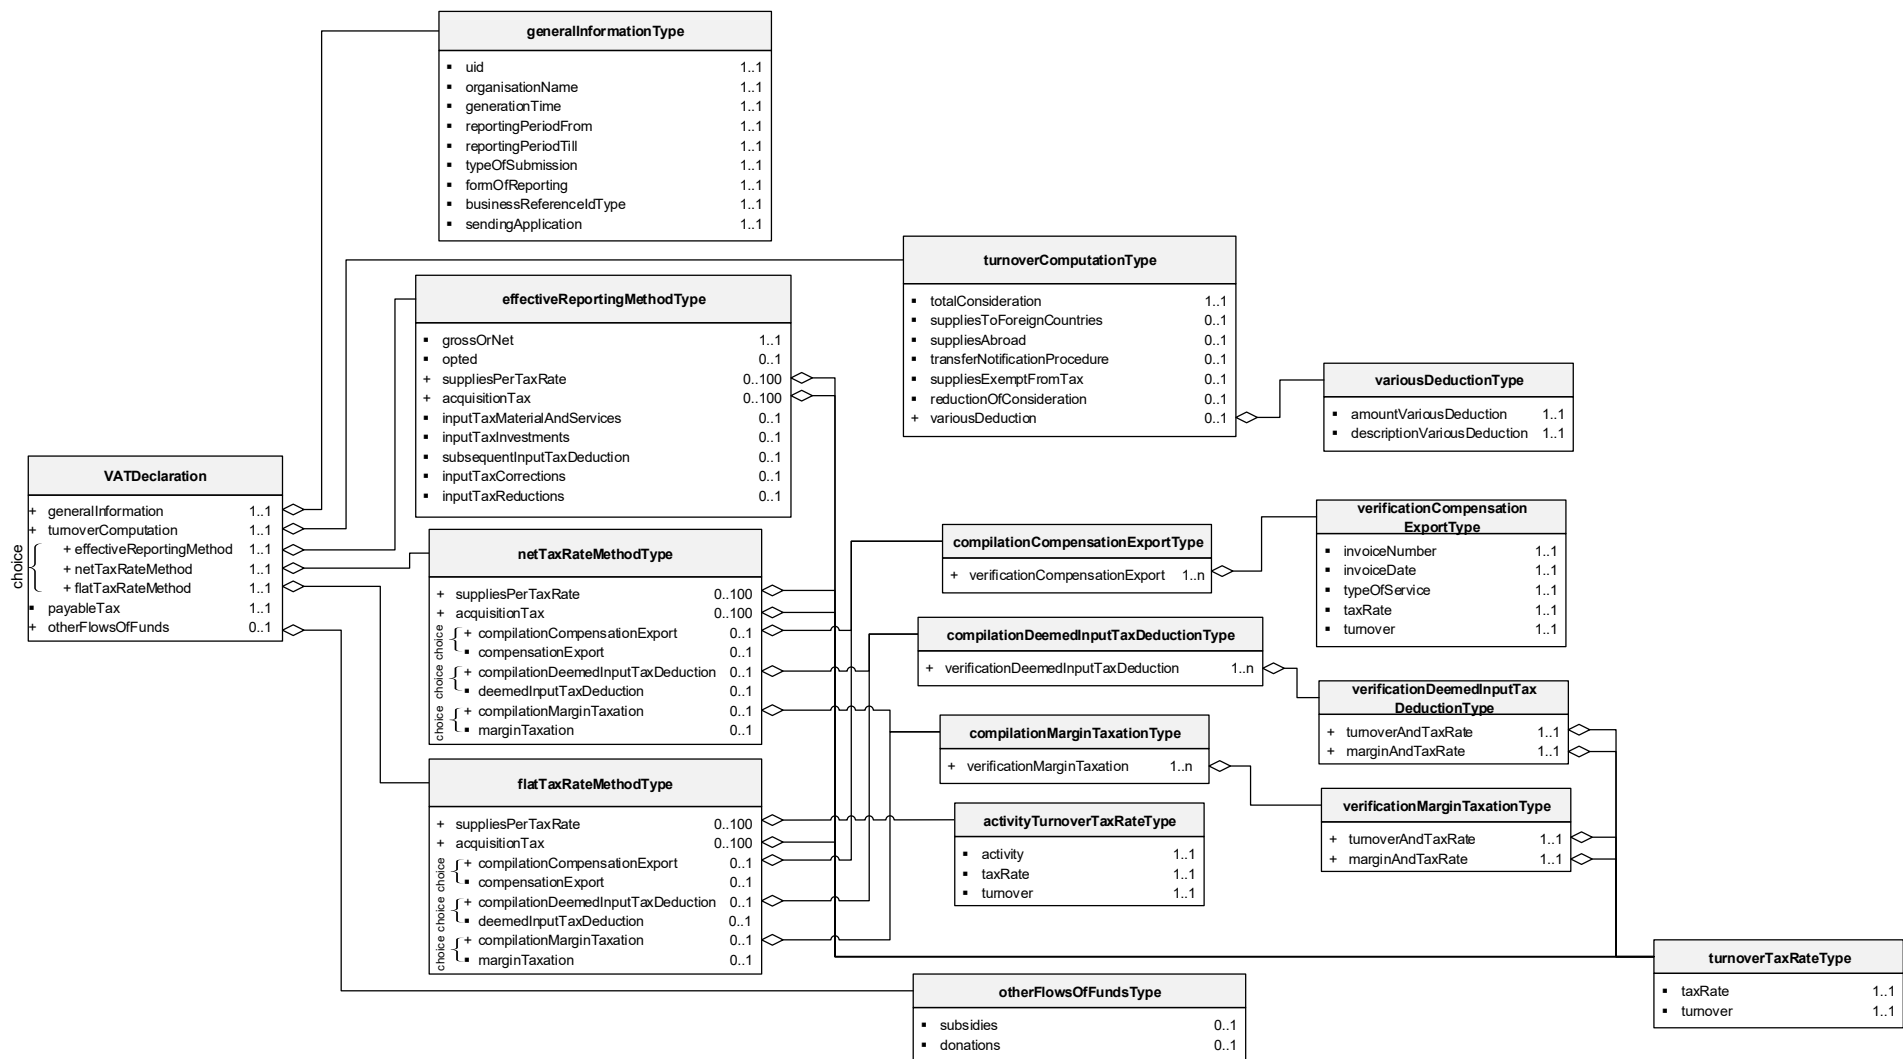 generalInformationType
▪ uid 1..1
▪ organisationName 1..1
▪ generationTime 1..1
▪ reportingPeriodFrom 1..1
▪ reportingPeriodTill 1..1
▪ typeOfSubmission 1..1
▪ formOfReporting 1..1
▪ businessReferenceIdType 1..1
▪ sendingApplication 1..1
turnoverComputationType
▪ totalConsideration 1..1
▪ suppliesToForeignCountries 0..1
▪ suppliesAbroad 0..1
▪ transferNotificationProcedure 0..1
▪ suppliesExemptFromTax 0..1
▪ reductionOfConsideration 0..1
+ variousDeduction 0..1
variousDeductionType
▪ amountVariousDeduction 1..1
▪ descriptionVariousDeduction 1..1
effectiveReportingMethodType
▪ grossOrNet 1..1
▪ opted 0..1
+ suppliesPerTaxRate 0..100
+ acquisitionTax 0..100
▪ inputTaxMaterialAndServices 0..1
▪ inputTaxInvestments 0..1
▪ subsequentInputTaxDeduction 0..1
▪ inputTaxCorrections 0..1
▪ inputTaxReductions 0..1
VATDeclaration
+ generalInformation 1..1
+ turnoverComputation 1..1
choice
+ effectiveReportingMethod 1..1
+ netTaxRateMethod 1..1
+ flatTaxRateMethod 1..1
▪ payableTax 1..1
+ otherFlowsOfFunds 0..1
netTaxRateMethodType
+ suppliesPerTaxRate 0..100
+ acquisitionTax 0..100
choice
+ compilationCompensationExport 0..1
▪ compensationExport 0..1
choice
+ compilationDeemedInputTaxDeduction 0..1
▪ deemedInputTaxDeduction 0..1
choice
+ compilationMarginTaxation 0..1
▪ marginTaxation 0..1
flatTaxRateMethodType
+ suppliesPerTaxRate 0..100
+ acquisitionTax 0..100
choice
+ compilationCompensationExport 0..1
▪ compensationExport 0..1
choice
+ compilationDeemedInputTaxDeduction 0..1
▪ deemedInputTaxDeduction 0..1
choice
+ compilationMarginTaxation 0..1
▪ marginTaxation 0..1
compilationCompensationExportType
+ verificationCompensationExport 1..n
verificationCompensation
ExportType
▪ invoiceNumber 1..1
▪ invoiceDate 1..1
▪ typeOfService 1..1
▪ taxRate 1..1
▪ turnover 1..1
compilationDeemedInputTaxDeductionType
+ verificationDeemedInputTaxDeduction 1..n
verificationDeemedInputTax
DeductionType
+ turnoverAndTaxRate 1..1
+ marginAndTaxRate 1..1
compilationMarginTaxationType
+ verificationMarginTaxation 1..n
verificationMarginTaxationType
+ turnoverAndTaxRate 1..1
+ marginAndTaxRate 1..1
activityTurnoverTaxRateType
▪ activity 1..1
▪ taxRate 1..1
▪ turnover 1..1
turnoverTaxRateType
▪ taxRate 1..1
▪ turnover 1..1
otherFlowsOfFundsType
▪ subsidies 0..1
▪ donations 0..1